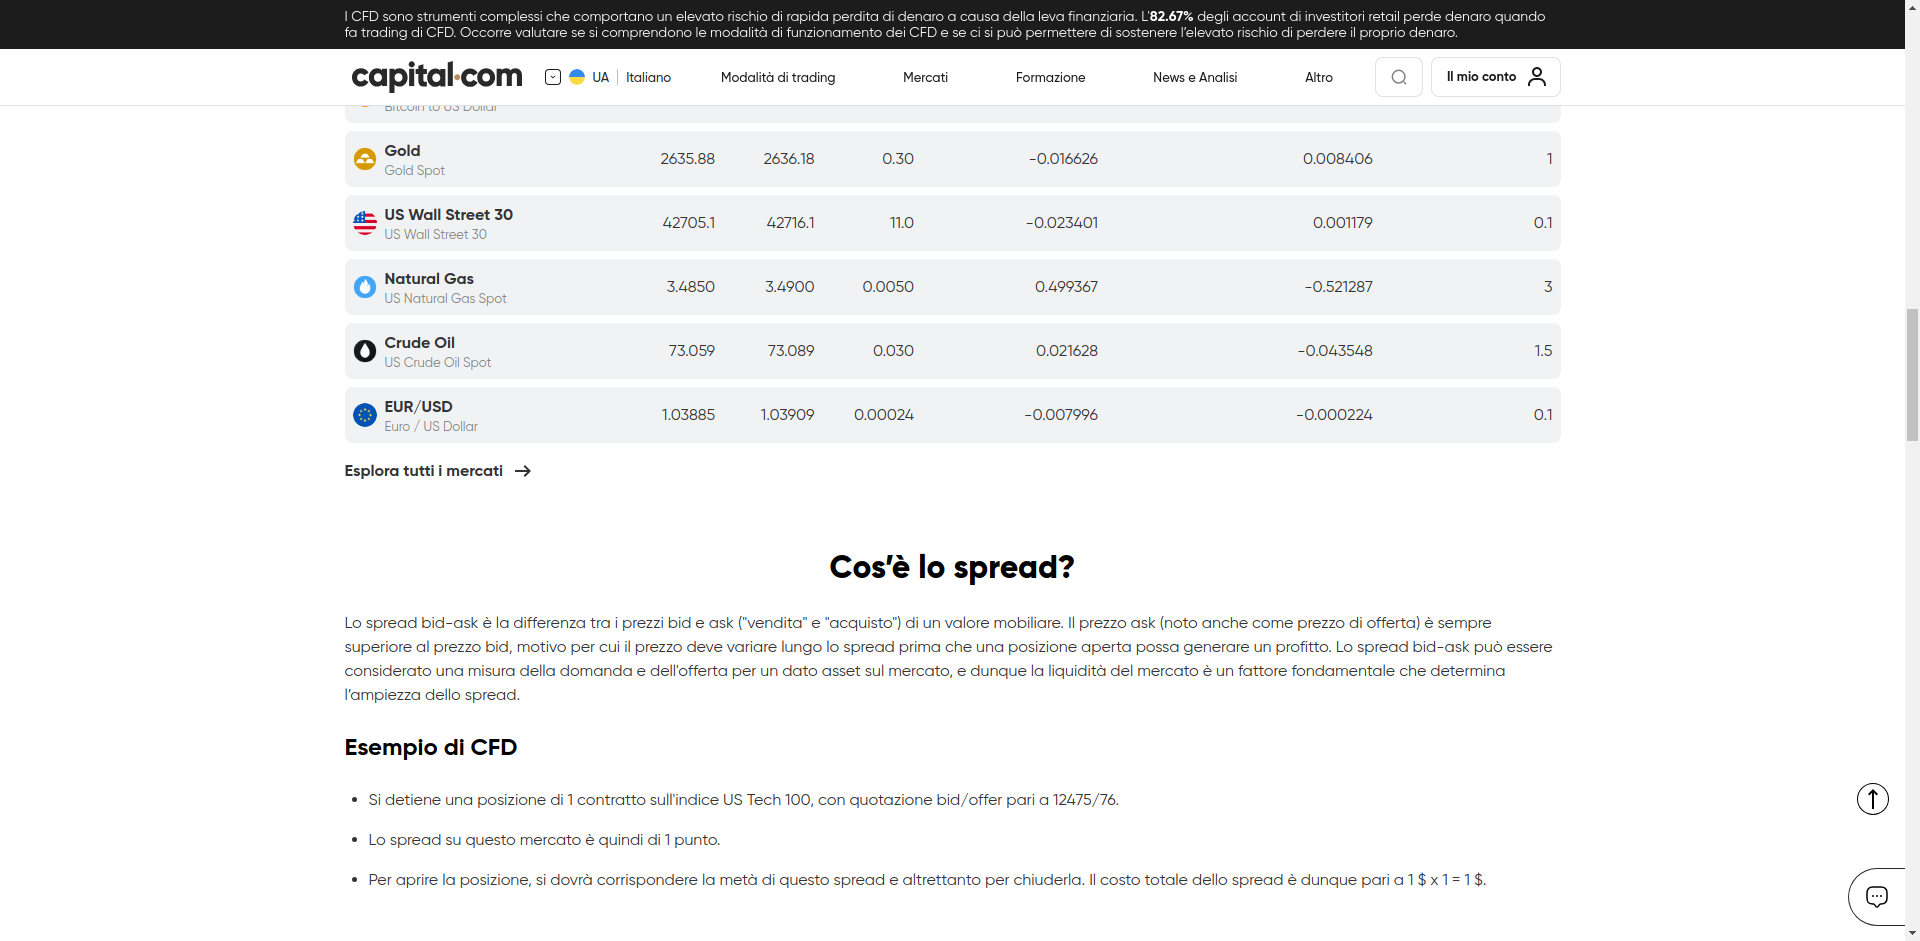 I CFD sono strumenti complessi che comportano un elevato rischio di rapida perdita di denaro a causa della leva finanziaria. L'82.67% degli account di investitori retail perde denaro quando
fa trading di CFD. Occorre valutare se si comprendono le modalità di funzionamento dei CFD e se ci si può permettere di sostenere l'elevato rischio di perdere il proprio denaro.
capital.com UA Italiano Modalità di trading Mercati Formazione News e Analisi Altro Il mio conto
Bitcoin to US Dollar
Gold
Gold Spot
2635.88 2636.18 0.30 -0.016626 0.008406 1
US Wall Street 30
US Wall Street 30
42705.1 42716.1 11.0 -0.023401 0.001179 0.1
Natural Gas
US Natural Gas Spot
3.4850 3.4900 0.0050 0.499367 -0.521287 3
Crude Oil
US Crude Oil Spot
73.059 73.089 0.030 0.021628 -0.043548 1.5
EUR/USD
Euro / US Dollar
1.03885 1.03909 0.00024 -0.007996 -0.000224 0.1
Esplora tutti i mercati
Cos'è lo spread?
Lo spread bid-ask è la differenza tra i prezzi bid e ask ("vendita" e "acquisto") di un valore mobiliare. Il prezzo ask (noto anche come prezzo di offerta) è sempre
superiore al prezzo bid, motivo per cui il prezzo deve variare lungo lo spread prima che una posizione aperta possa generare un profitto. Lo spread bid-ask può essere
considerato una misura della domanda e dell'offerta per un dato asset sul mercato, e dunque la liquidità del mercato è un fattore fondamentale che determina
l'ampiezza dello spread.
Esempio di CFD
• Si detiene una posizione di 1 contratto sull'indice US Tech 100, con quotazione bid/offer pari a 12475/76.
• Lo spread su questo mercato è quindi di 1 punto.
• Per aprire la posizione, si dovrà corrispondere la metà di questo spread e altrettanto per chiuderla. Il costo totale dello spread è dunque pari a 1 $ x 1 = 1 $.